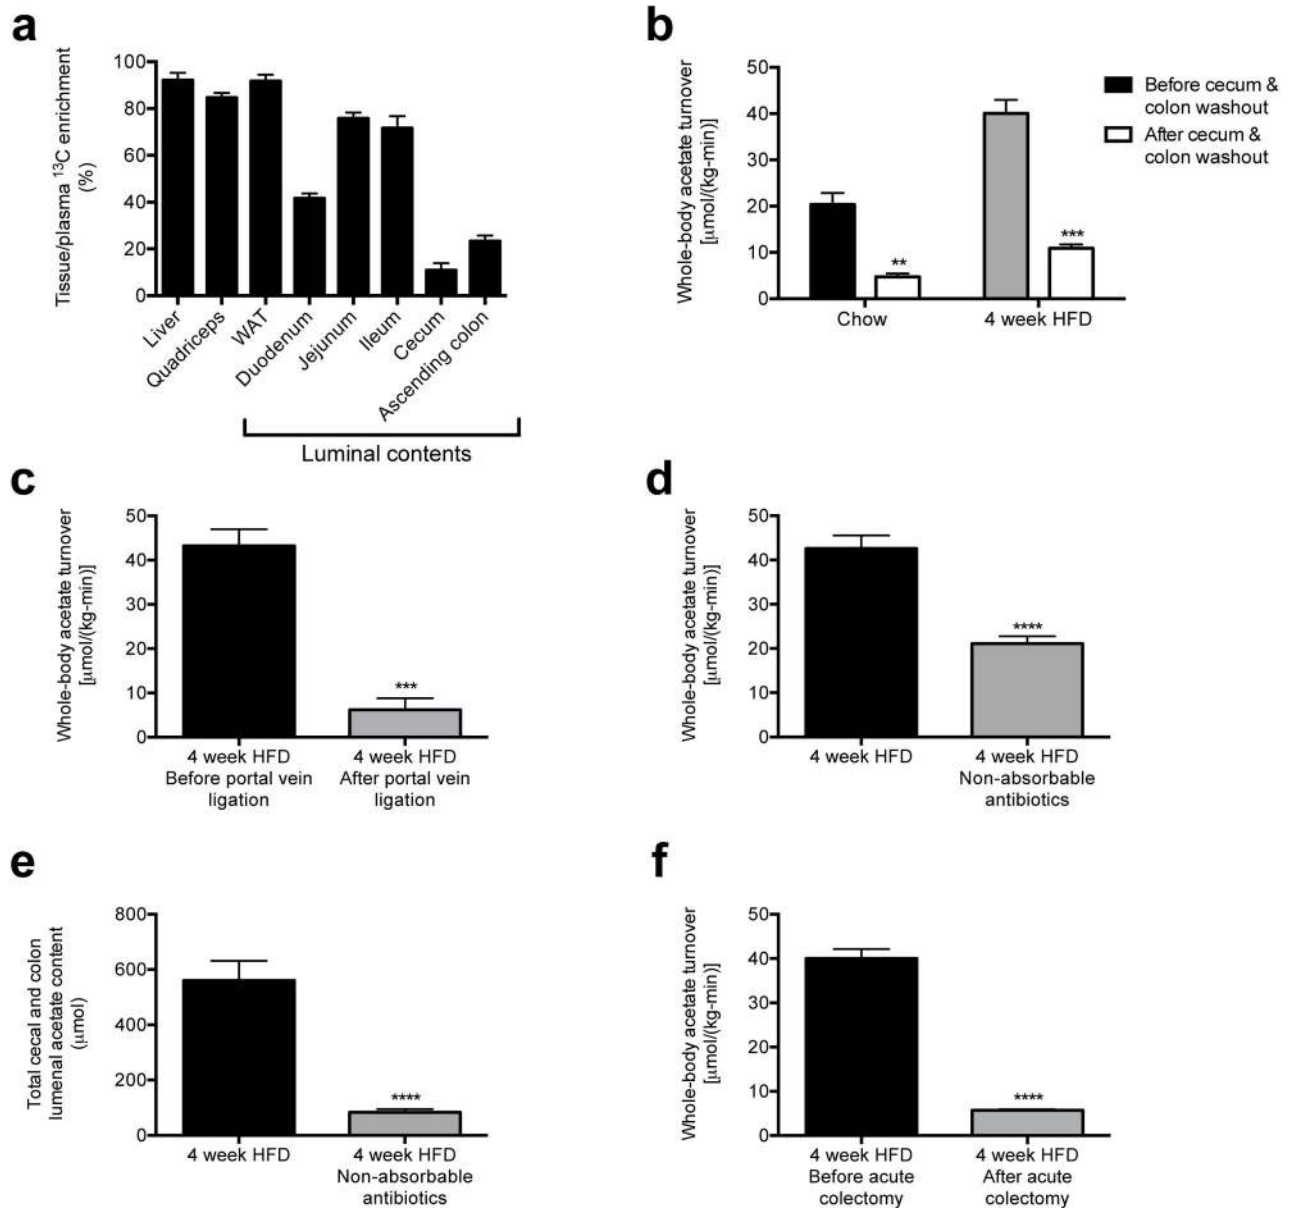 a
Tissue/plasma ¹³C enrichment
(%)
100
80
60
40
20
0
Liver
Quadriceps
WAT
Duodenum
Jejunum
Ileum
Cecum
Ascending colon
Luminal contents
b
Whole-body acetate turnover
[μmol/(kg-min)]
50
40
30
20
10
0
**
***
Chow
4 week HFD
Before cecum &
colon washout
After cecum &
colon washout
c
Whole-body acetate turnover
[μmol/(kg-min)]
50
40
30
20
10
0
***
4 week HFD
Before portal vein
ligation
4 week HFD
After portal vein
ligation
d
Whole-body acetate turnover
[μmol/(kg-min)]
50
40
30
20
10
0
****
4 week HFD
4 week HFD
Non-absorbable
antibiotics
e
Total cecal and colon
lumenal acetate content
(μmol)
800
600
400
200
0
****
4 week HFD
4 week HFD
Non-absorbable
antibiotics
f
Whole-body acetate turnover
[μmol/(kg-min)]
50
40
30
20
10
0
****
4 week HFD
Before acute
colectomy
4 week HFD
After acute
colectomy